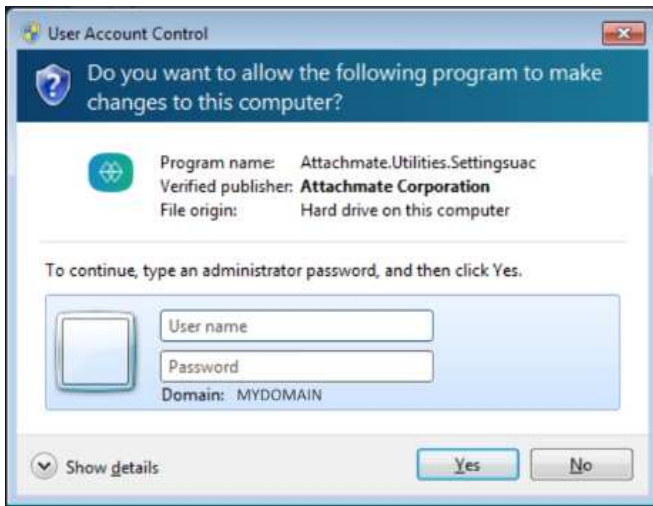 User Account Control
Do you want to allow the following program to make
changes to this computer?
Program name: Attachmate.Utilities.Settingsuac
Verified publisher: Attachmate Corporation
File origin: Hard drive on this computer
To continue, type an administrator password, and then click Yes.
User name
Password
Domain: MYDOMAIN
Show details
Yes
No